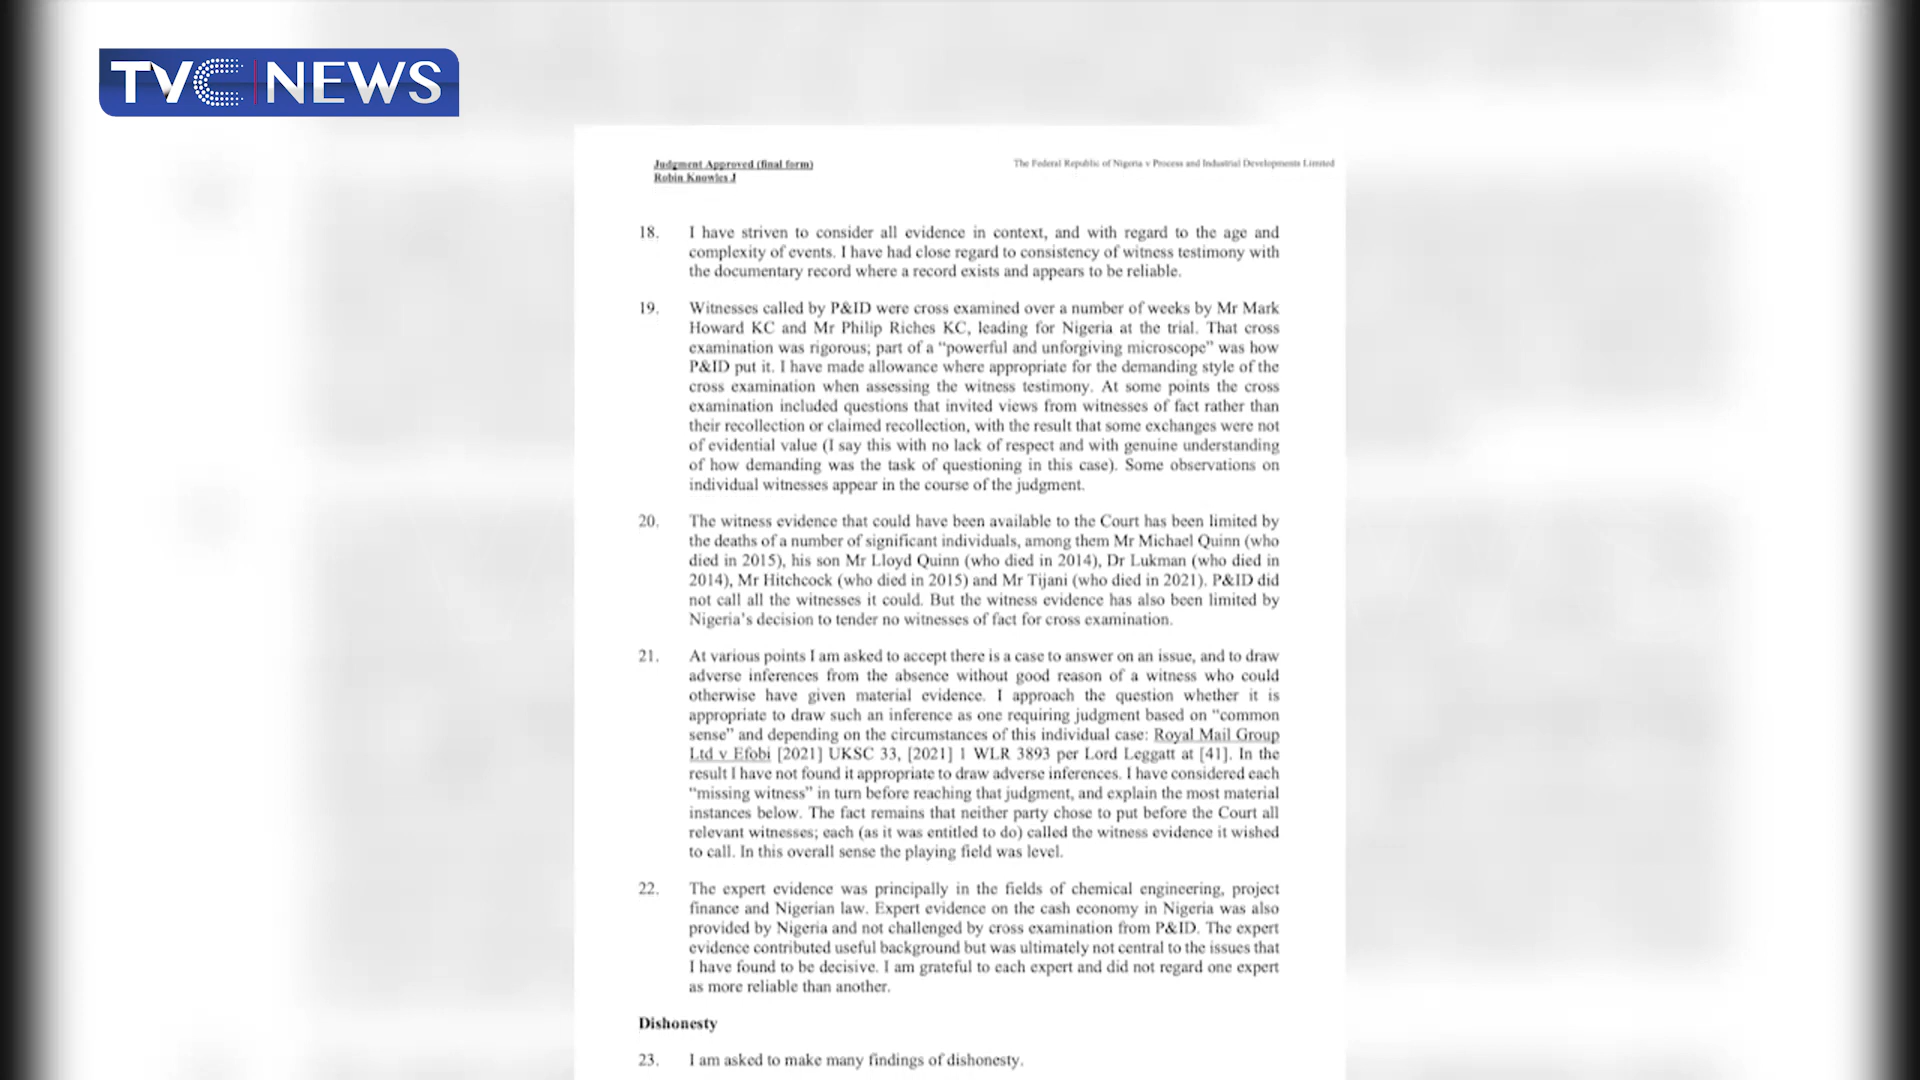 TVC NEWS
Judgment Approved (final form)
Robin Knowles J
The Federal Republic of Nigeria v Process and Industrial Developments Limited
18. I have striven to consider all evidence in context, and with regard to the age and
complexity of events. I have had close regard to consistency of witness testimony with
the documentary record where a record exists and appears to be reliable.
19. Witnesses called by P&ID were cross examined over a number of weeks by Mr Mark
Howard KC and Mr Philip Riches KC, leading for Nigeria at the trial. That cross
examination was rigorous; part of a “powerful and unforgiving microscope” was how
P&ID put it. I have made allowance where appropriate for the demanding style of the
cross examination when assessing the witness testimony. At some points the cross
examination included questions that invited views from witnesses of fact rather than
their recollection or claimed recollection, with the result that some exchanges were not
of evidential value (I say this with no lack of respect and with genuine understanding
of how demanding was the task of questioning in this case). Some observations on
individual witnesses appear in the course of the judgment.
20. The witness evidence that could have been available to the Court has been limited by
the deaths of a number of significant individuals, among them Mr Michael Quinn (who
died in 2015), his son Mr Lloyd Quinn (who died in 2014), Dr Lukman (who died in
2014), Mr Hitchcock (who died in 2015) and Mr Tijani (who died in 2021). P&ID did
not call all the witnesses it could. But the witness evidence has also been limited by
Nigeria’s decision to tender no witnesses of fact for cross examination.
21. At various points I am asked to accept there is a case to answer on an issue, and to draw
adverse inferences from the absence without good reason of a witness who could
otherwise have given material evidence. I approach the question whether it is
appropriate to draw such an inference as one requiring judgment based on “common
sense” and depending on the circumstances of this individual case: Royal Mail Group
Ltd v Efobi [2021] UKSC 33, [2021] 1 WLR 3893 per Lord Leggatt at [41]. In the
result I have not found it appropriate to draw adverse inferences. I have considered each
“missing witness” in turn before reaching that judgment, and explain the most material
instances below. The fact remains that neither party chose to put before the Court all
relevant witnesses; each (as it was entitled to do) called the witness evidence it wished
to call. In this overall sense the playing field was level.
22. The expert evidence was principally in the fields of chemical engineering, project
finance and Nigerian law. Expert evidence on the cash economy in Nigeria was also
provided by Nigeria and not challenged by cross examination from P&ID. The expert
evidence contributed useful background but was ultimately not central to the issues that
I have found to be decisive. I am grateful to each expert and did not regard one expert
as more reliable than another.
Dishonesty
23. I am asked to make many findings of dishonesty.